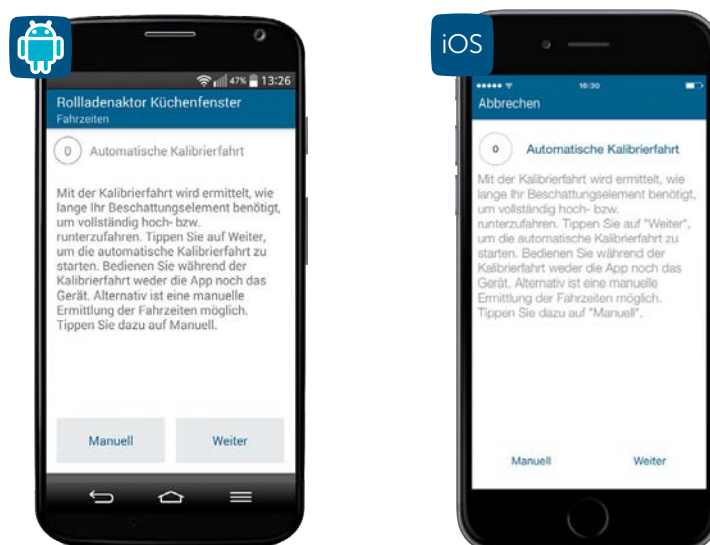 47% 13:26
Rollladenaktor Küchenfenster
Fahrzeiten
0 Automatische Kalibrierfahrt
Mit der Kalibrierfahrt wird ermittelt, wie
lange Ihr Beschattungselement benötigt,
um vollständig hoch- bzw.
runterzufahren. Tippen Sie auf Weiter,
um die automatische Kalibrierfahrt zu
starten. Bedienen Sie während der
Kalibrierfahrt weder die App noch das
Gerät. Alternativ ist eine manuelle
Ermittlung der Fahrzeiten möglich.
Tippen Sie dazu auf Manuell.
Manuell Weiter
iOS
16:30
Abbrechen
0 Automatische Kalibrierfahrt
Mit der Kalibrierfahrt wird ermittelt, wie
lange Ihr Beschattungselement benötigt,
um vollständig hoch- bzw.
runterzufahren. Tippen Sie auf "Weiter",
um die automatische Kalibrierfahrt zu
starten. Bedienen Sie während der
Kalibrierfahrt weder die App noch das
Gerät. Alternativ ist eine manuelle
Ermittlung der Fahrzeiten möglich.
Tippen Sie dazu auf "Manuell".
Manuell Weiter